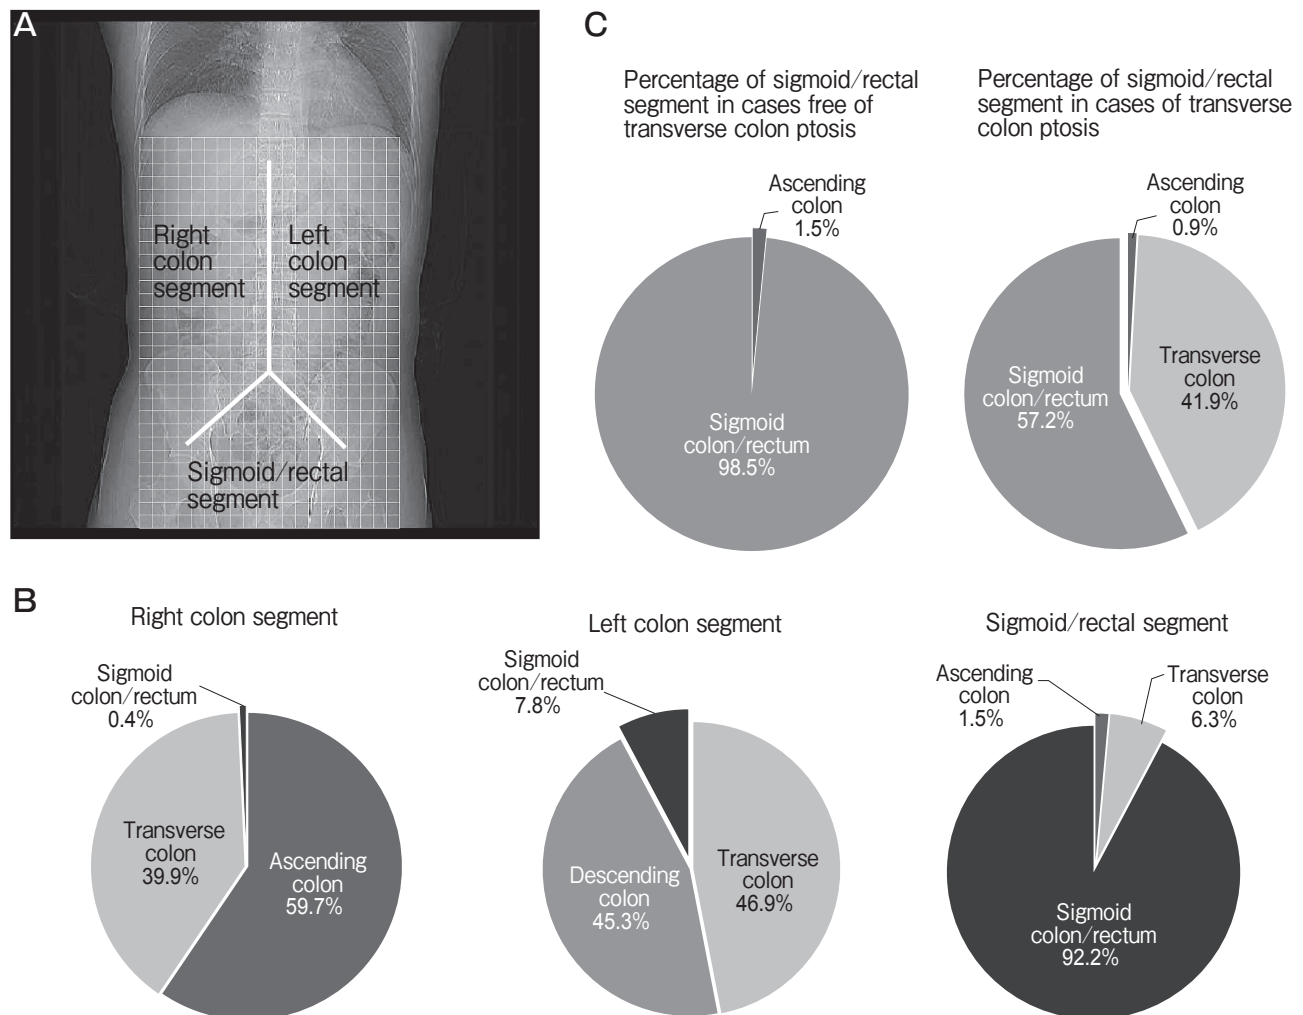 A
Right
colon
segment
Left
colon
segment
Sigmoid/rectal
segment
C
Percentage of sigmoid/rectal
segment in cases free of
transverse colon ptosis
Ascending
colon
1.5%
Sigmoid
colon/rectum
98.5%
Percentage of sigmoid/rectal
segment in cases of transverse
colon ptosis
Ascending
colon
0.9%
Transverse
colon
41.9%
Sigmoid
colon/rectum
57.2%
B
Right colon segment
Sigmoid
colon/rectum
0.4%
Transverse
colon
39.9%
Ascending
colon
59.7%
Left colon segment
Sigmoid
colon/rectum
7.8%
Descending
colon
45.3%
Transverse
colon
46.9%
Sigmoid/rectal segment
Ascending
colon
1.5%
Transverse
colon
6.3%
Sigmoid
colon/rectum
92.2%